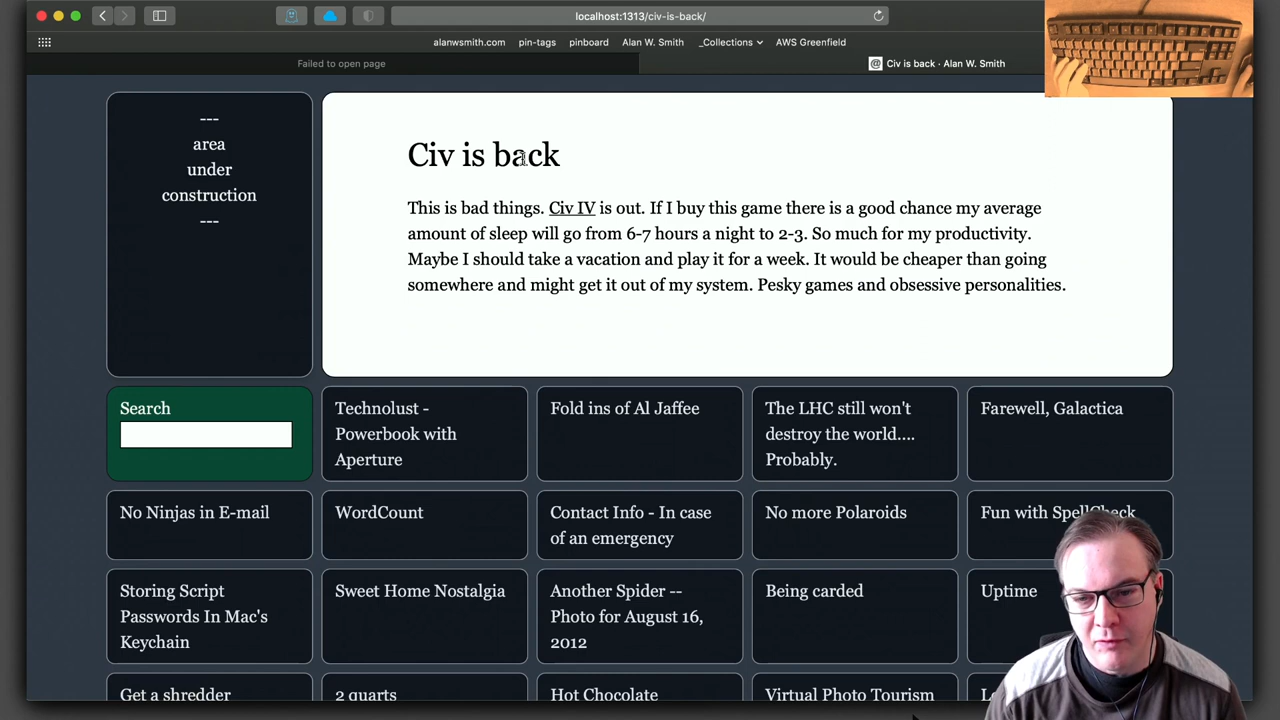 localhost:1313/civ-is-back/
alanwsmith.com
pin-tags
pinboard
Alan W. Smith
_Collections
AWS Greenfield
Failed to open page
@ Civ is back · Alan W. Smith
---
area
under
construction
---
Civ is back
This is bad things. Civ IV is out. If I buy this game there is a good chance my average
amount of sleep will go from 6-7 hours a night to 2-3. So much for my productivity.
Maybe I should take a vacation and play it for a week. It would be cheaper than going
somewhere and might get it out of my system. Pesky games and obsessive personalities.
Search
Technolust -
Powerbook with
Aperture
Fold ins of Al Jaffee
The LHC still won't
destroy the world....
Probably.
Farewell, Galactica
No Ninjas in E-mail
WordCount
Contact Info - In case
of an emergency
No more Polaroids
Fun with SpellCheck
Storing Script
Passwords In Mac's
Keychain
Sweet Home Nostalgia
Another Spider --
Photo for August 16,
2012
Being carded
Uptime
Get a shredder
2 quarts
Hot Chocolate
Virtual Photo Tourism